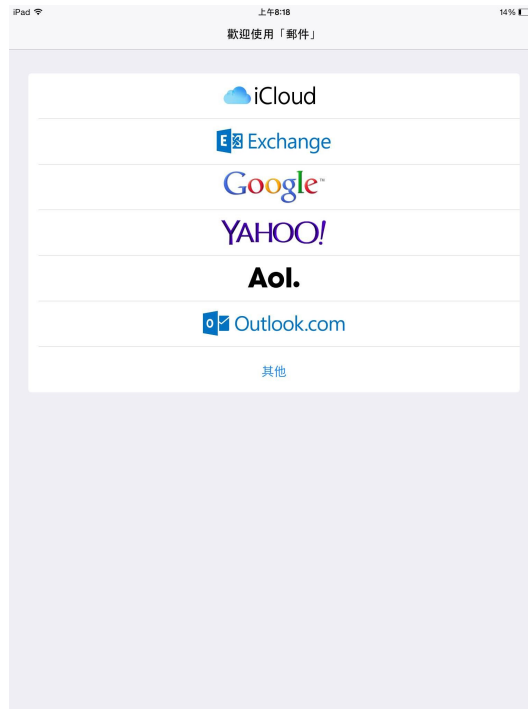 iPad 上午8:18 14%
歡迎使用「郵件」
iCloud
Exchange
Google™
YAHOO!
Aol.
Outlook.com
其他